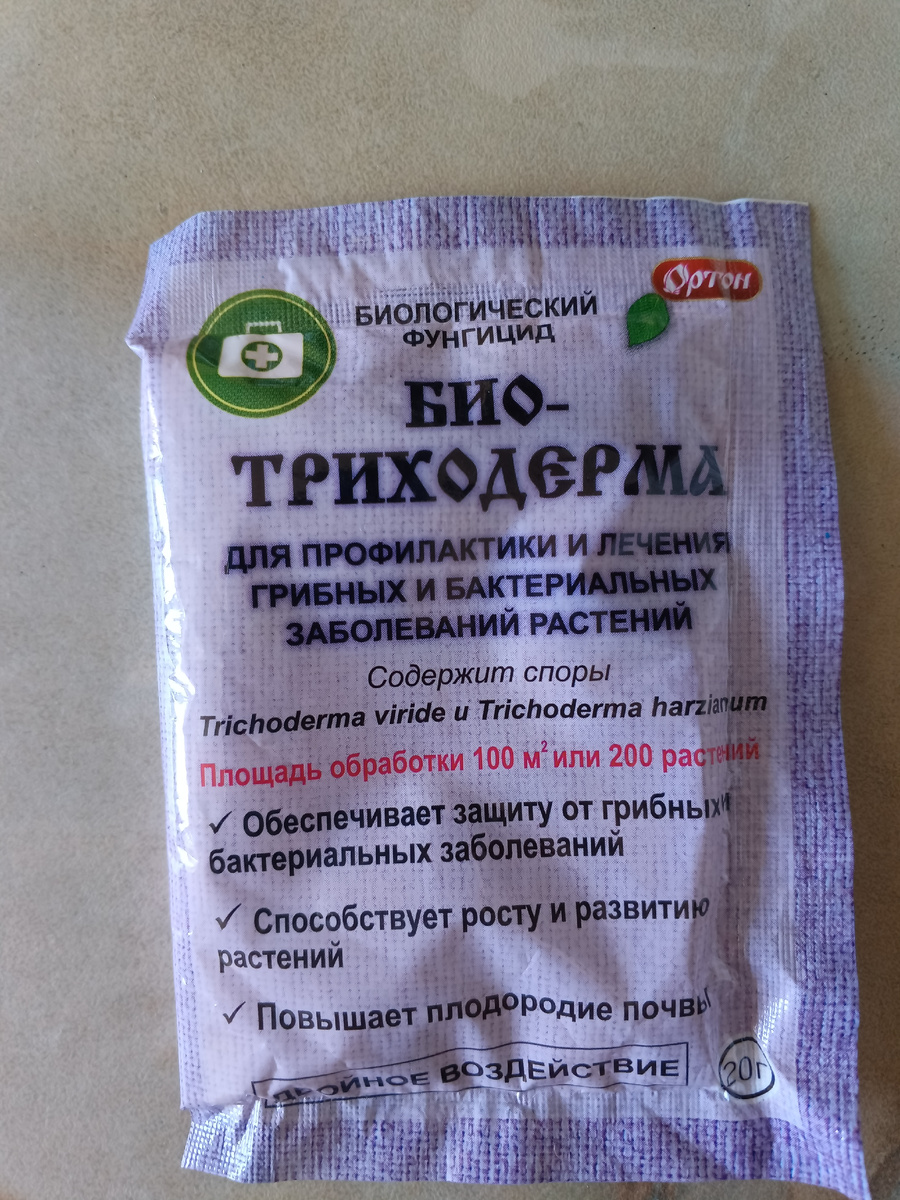 Ортон
БИОЛОГИЧЕСКИЙ
ФУНГИЦИД
БИО-
ТРИХОДЕРМА
ДЛЯ ПРОФИЛАКТИКИ И ЛЕЧЕНИЯ
ГРИБНЫХ И БАКТЕРИАЛЬНЫХ
ЗАБОЛЕВАНИЙ РАСТЕНИЙ
Содержит споры
Trichoderma viride и Trichoderma harzianum
Площадь обработки 100 м² или 200 растений
✓ Обеспечивает защиту от грибных и
бактериальных заболеваний
✓ Способствует росту и развитию
растений
✓ Повышает плодородие почвы
ДВОЙНОЕ ВОЗДЕЙСТВИЕ
20г